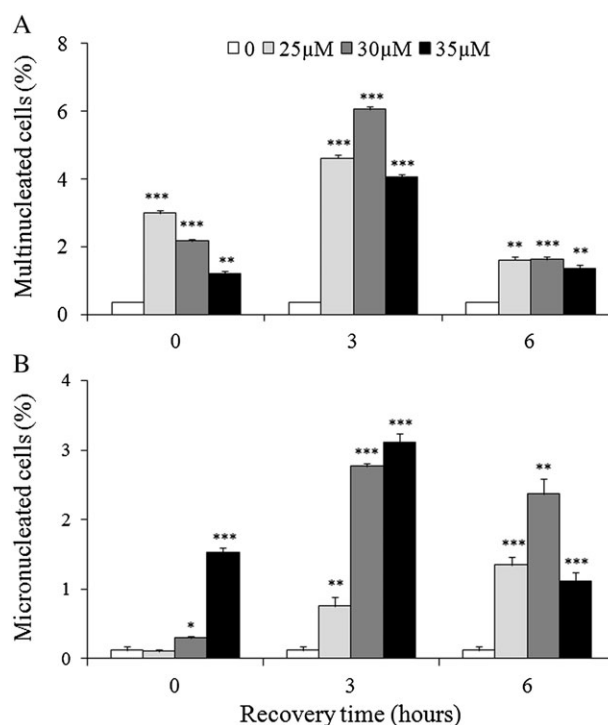 A
0 25µM 30µM 35µM
Multinucleated cells (%)
8
6
4
2
0
*** *** **
*** *** ***
** *** **
0 3 6
B
Micronucleated cells (%)
4
3
2
1
0
* ***
** *** ***
*** ** ***
0 3 6
Recovery time (hours)